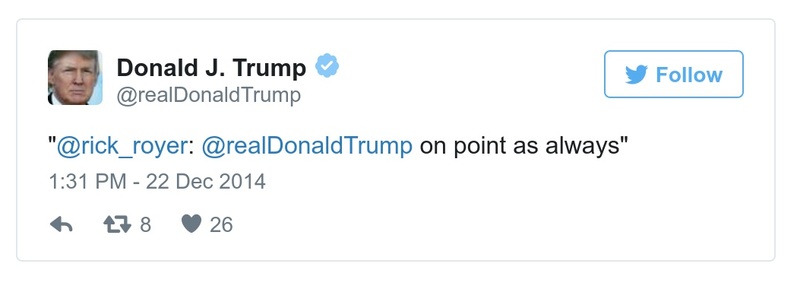 Donald J. Trump
Follow
@realDonaldTrump
"@rick_royer: @realDonaldTrump on point as always"
1:31 PM - 22 Dec 2014
8 26